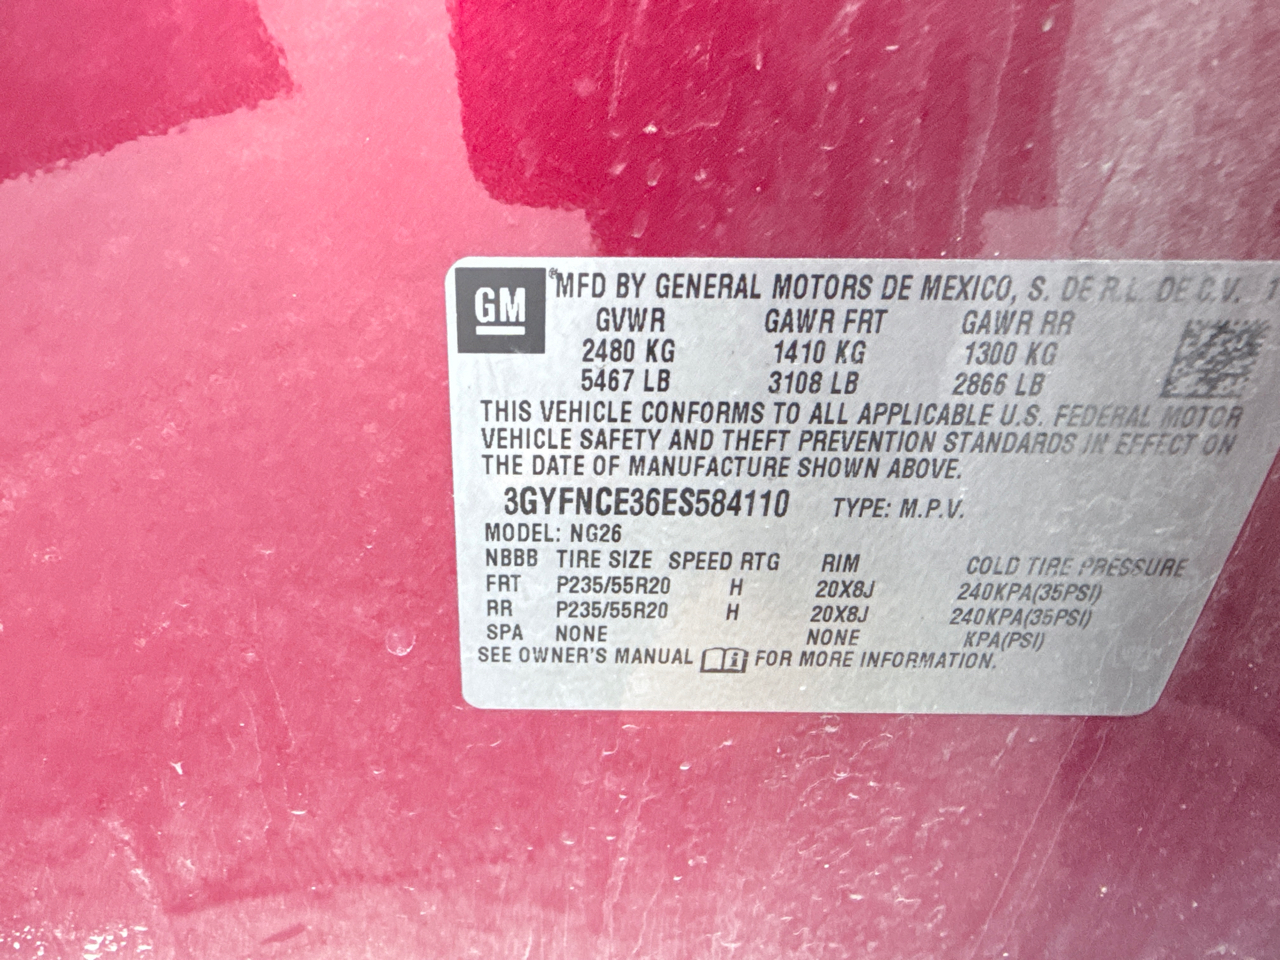 GM
® MFD BY GENERAL MOTORS DE MEXICO, S. DE R.L. DE C.V. 1
GVWR GAWR FRT GAWR RR
2480 KG 1410 KG 1300 KG
5467 LB 3108 LB 2866 LB
THIS VEHICLE CONFORMS TO ALL APPLICABLE U.S. FEDERAL MOTOR
VEHICLE SAFETY AND THEFT PREVENTION STANDARDS IN EFFECT ON
THE DATE OF MANUFACTURE SHOWN ABOVE.
3GYFNCE36ES584110 TYPE: M.P.V.
MODEL: NG26
NBBB TIRE SIZE SPEED RTG RIM COLD TIRE PRESSURE
FRT P235/55R20 H 20X8J 240KPA(35PSI)
RR P235/55R20 H 20X8J 240KPA(35PSI)
SPA NONE NONE KPA(PSI)
SEE OWNER'S MANUAL i FOR MORE INFORMATION.